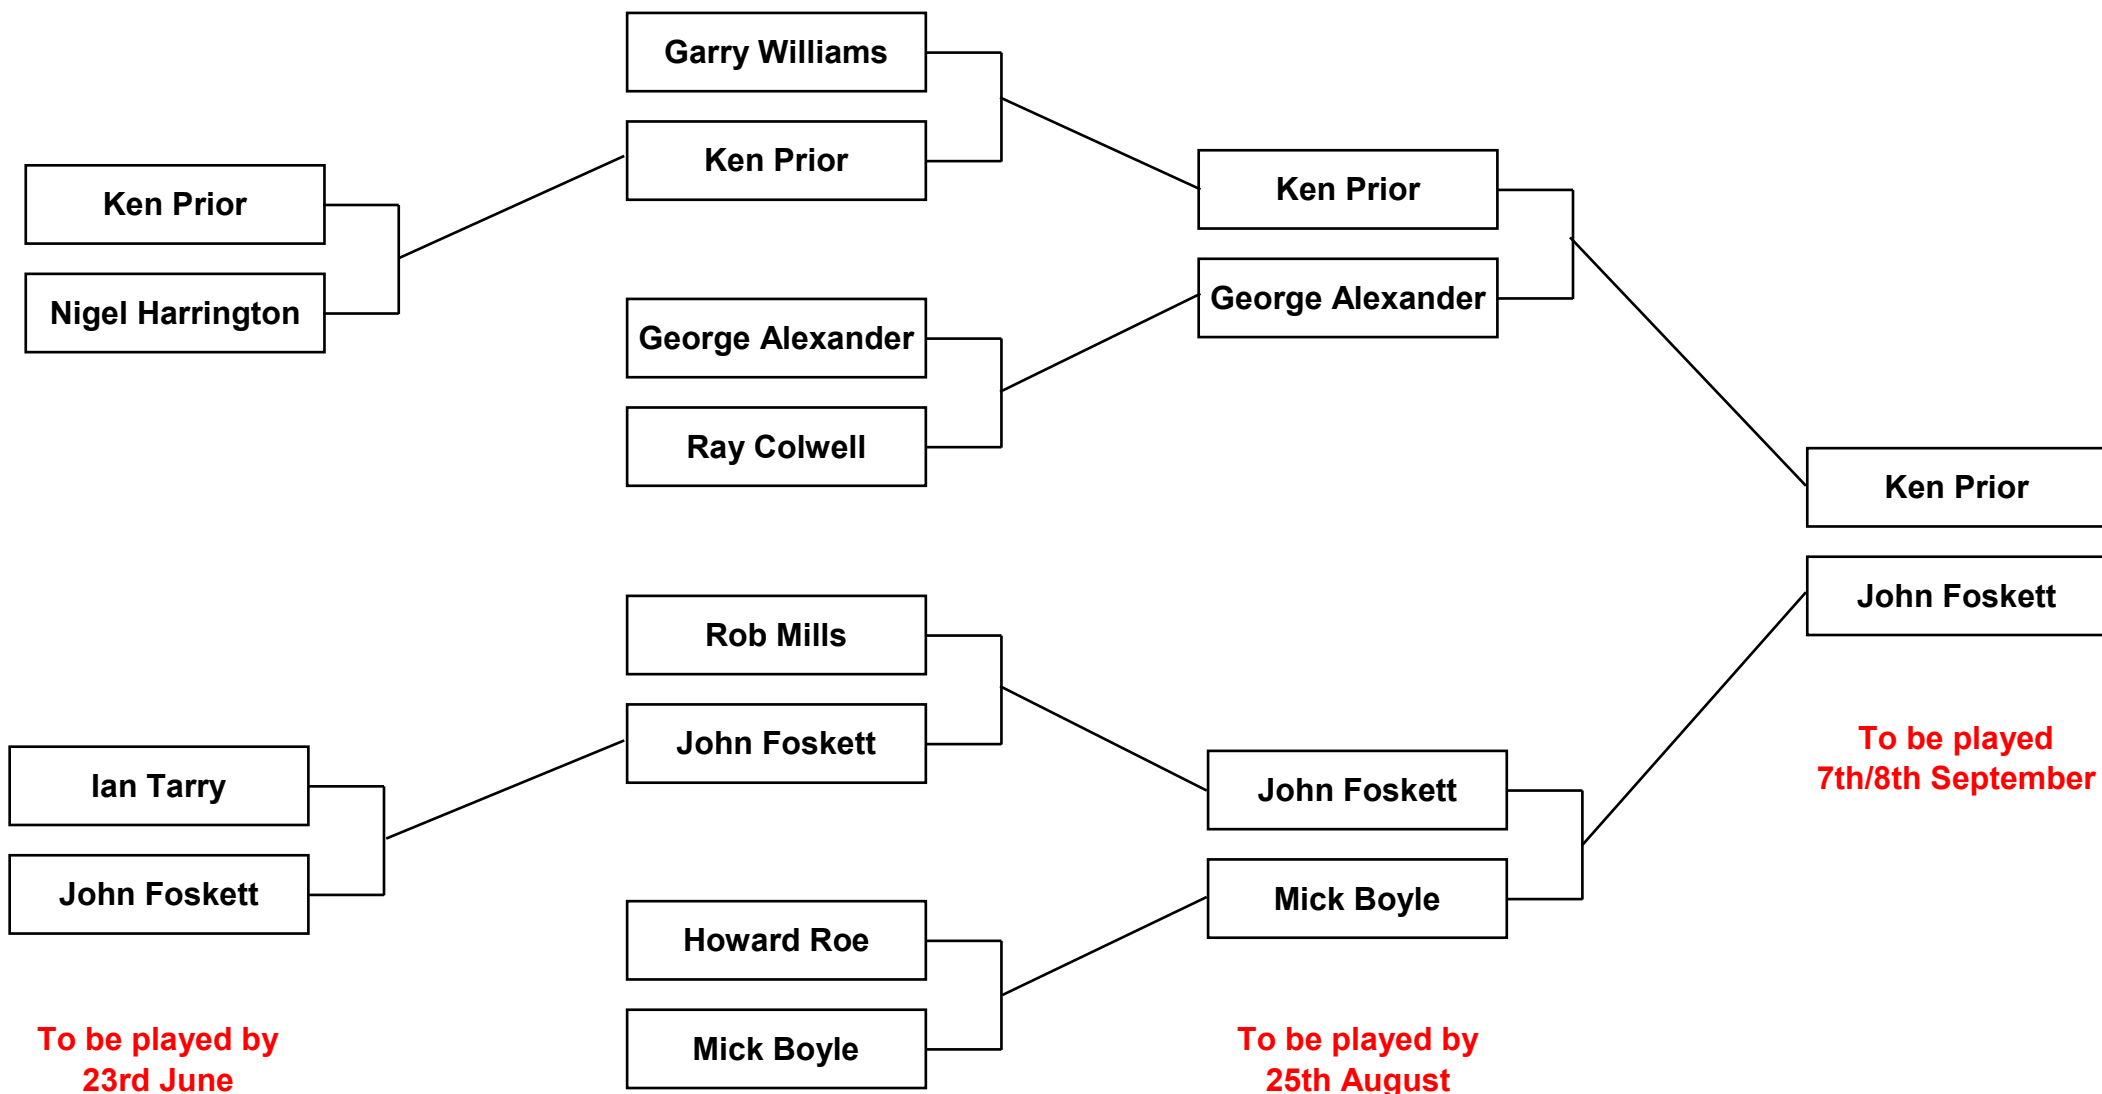 Ken Prior
Nigel Harrington
Ian Tarry
John Foskett
To be played by
23rd June
Garry Williams
Ken Prior
George Alexander
Ray Colwell
Rob Mills
John Foskett
Howard Roe
Mick Boyle
Ken Prior
George Alexander
John Foskett
Mick Boyle
To be played by
25th August
Ken Prior
John Foskett
To be played
7th/8th September